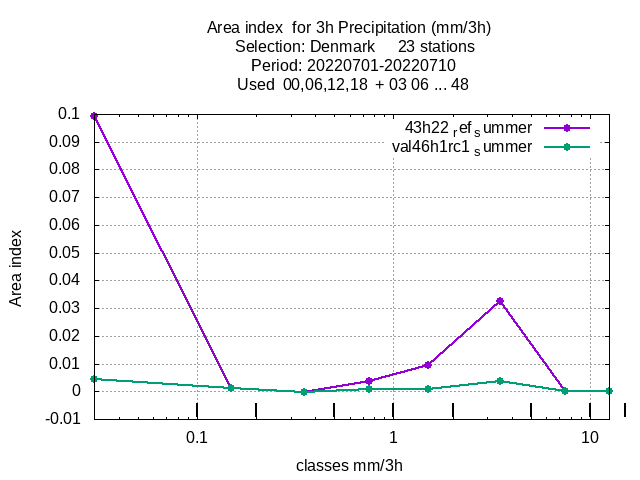 Area index  for 3h Precipitation (mm/3h)
Selection: Denmark     23 stations
Period: 20220701-20220710
Used  00,06,12,18  + 03 06 ... 48
43h22_ref_summer
val46h1rc1_summer
0.1
0.09
0.08
0.07
0.06
0.05
0.04
0.03
0.02
0.01
0
-0.01
Area index
0.1 1 10
classes mm/3h